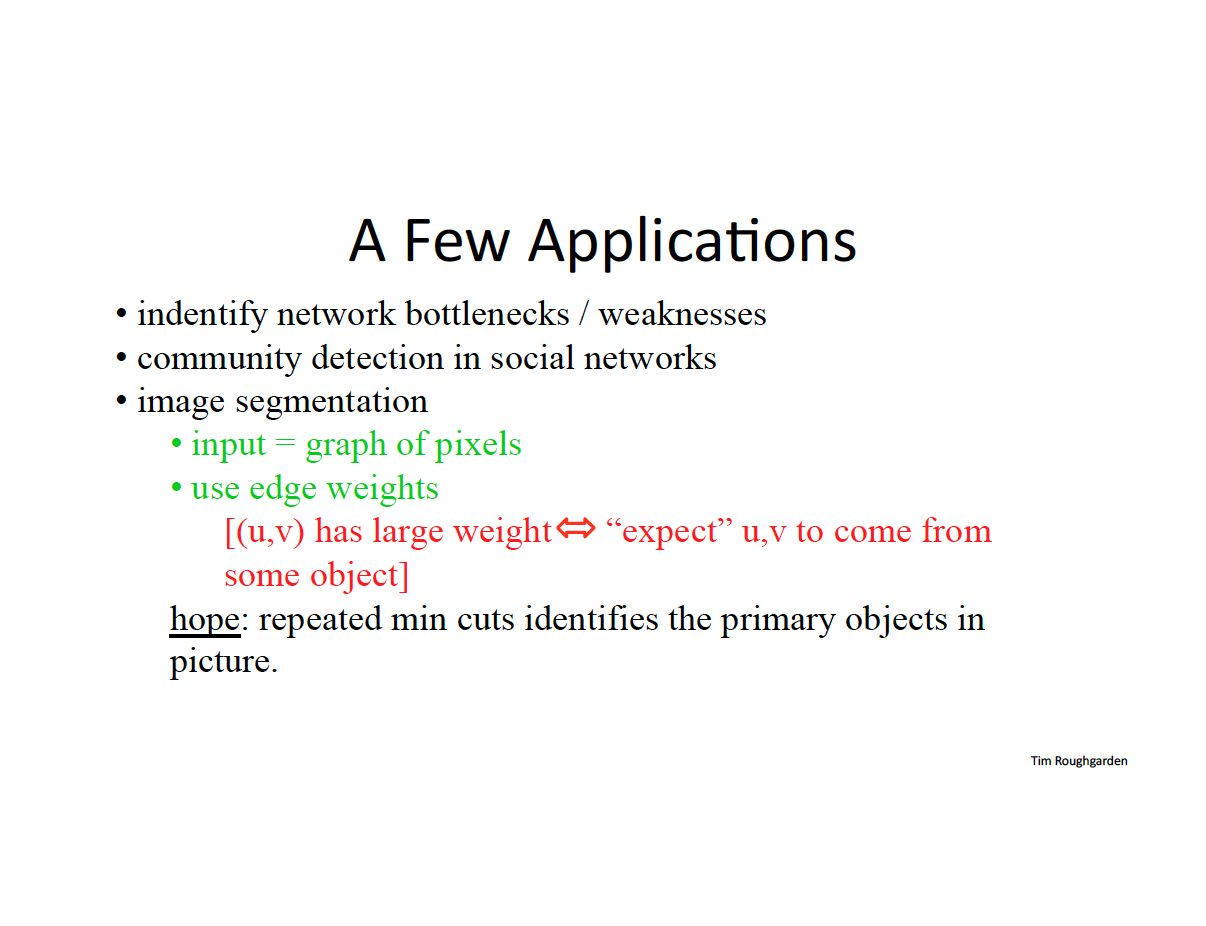 A Few Applications
• indentify network bottlenecks / weaknesses
• community detection in social networks
• image segmentation
• input = graph of pixels
• use edge weights
[(u,v) has large weight⇔ “expect” u,v to come from
some object]
hope: repeated min cuts identifies the primary objects in
picture.
Tim Roughgarden